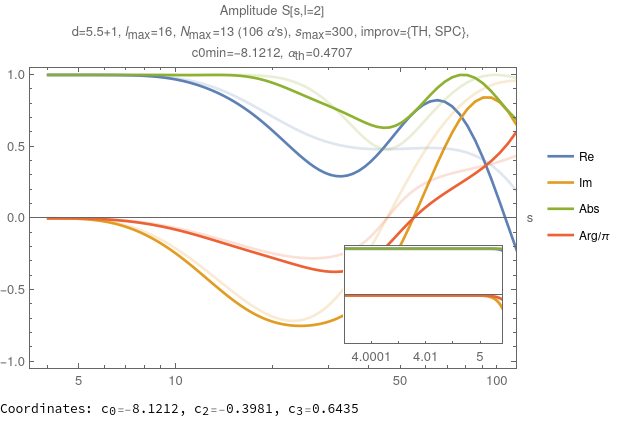 Amplitude S[s,l=2]
d=5.5+1, lmax=16, Nmax=13 (106 α's), smax=300, improv={TH, SPC},
c0min=-8.1212, αth=0.4707
1.0
0.5
0.0
-0.5
-1.0
5
10
50
100
s
4.0001
4.01
5
Re
Im
Abs
Arg/π
Coordinates: c0=-8.1212, c2=-0.3981, c3=0.6435